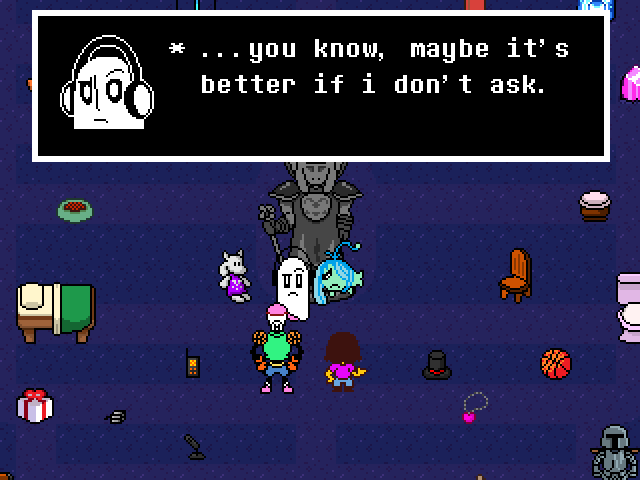 * ...you know, maybe it's
better if i don't ask.